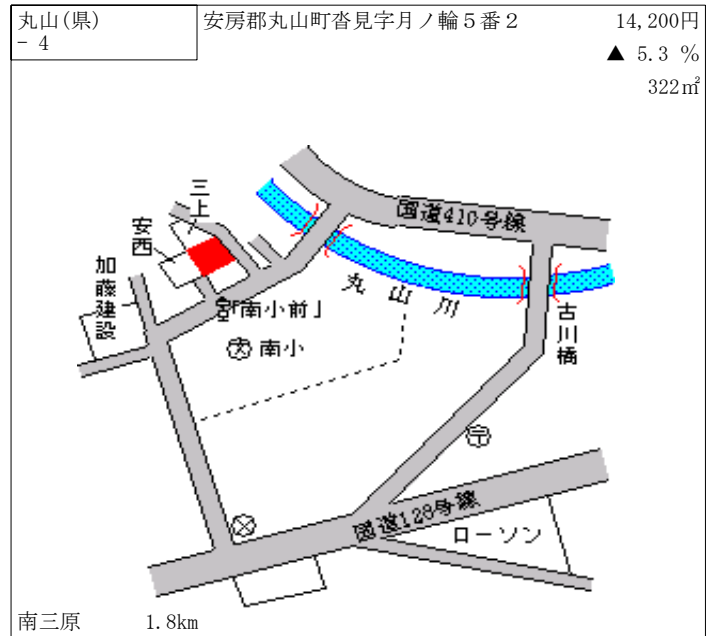 丸山(県)
- 4
安房郡丸山町沓見字月ノ輪５番２
14,200円
▲ 5.3 %
322㎡
三上
安西
加藤建設
国道410号線
丸山川
「南小前」
文 南小
古川橋
〒
国道128号線
ローソン
南三原 1.8km